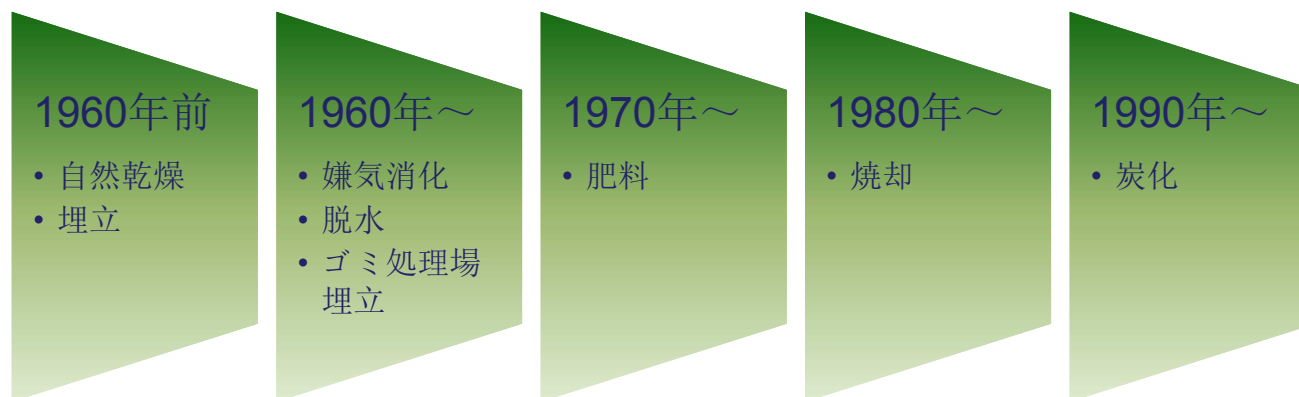 1960年前
• 自然乾燥
• 埋立
1960年～
• 嫌気消化
• 脱水
• ゴミ処理場
埋立
1970年～
• 肥料
1980年～
• 焼却
1990年～
• 炭化